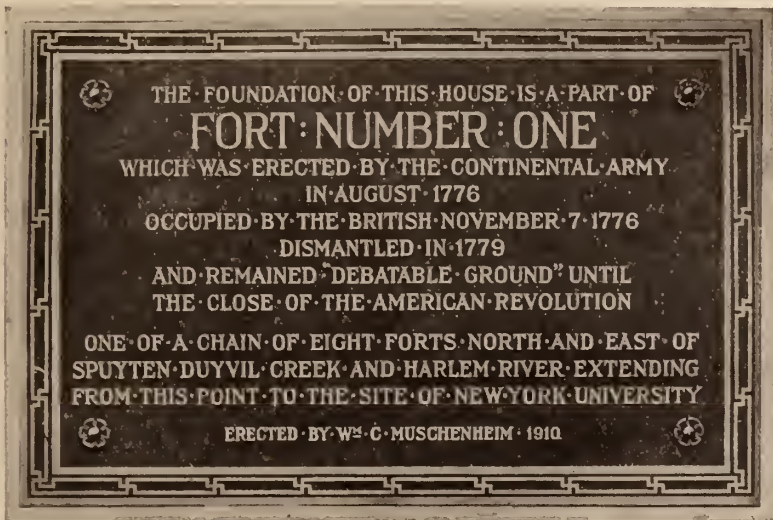 THE · FOUNDATION · OF · THIS · HOUSE · IS · A · PART · OF
FORT : NUMBER : ONE
WHICH · WAS · ERECTED · BY · THE · CONTINENTAL · ARMY
IN · AUGUST · 1776
OCCUPIED · BY · THE · BRITISH · NOVEMBER · 7 · 1776
DISMANTLED · IN · 1779
AND · REMAINED · "DEBATABLE · GROUND" UNTIL
THE · CLOSE · OF · THE · AMERICAN · REVOLUTION
ONE · OF · A · CHAIN · OF · EIGHT · FORTS · NORTH · AND · EAST · OF
SPUYTEN · DUYVIL · CREEK · AND · HARLEM · RIVER · EXTENDING
FROM · THIS · POINT · TO · THE · SITE · OF · NEW · YORK · UNIVERSITY
ERECTED · BY · Wᴹ · C · MUSCHENHEIM · 1910